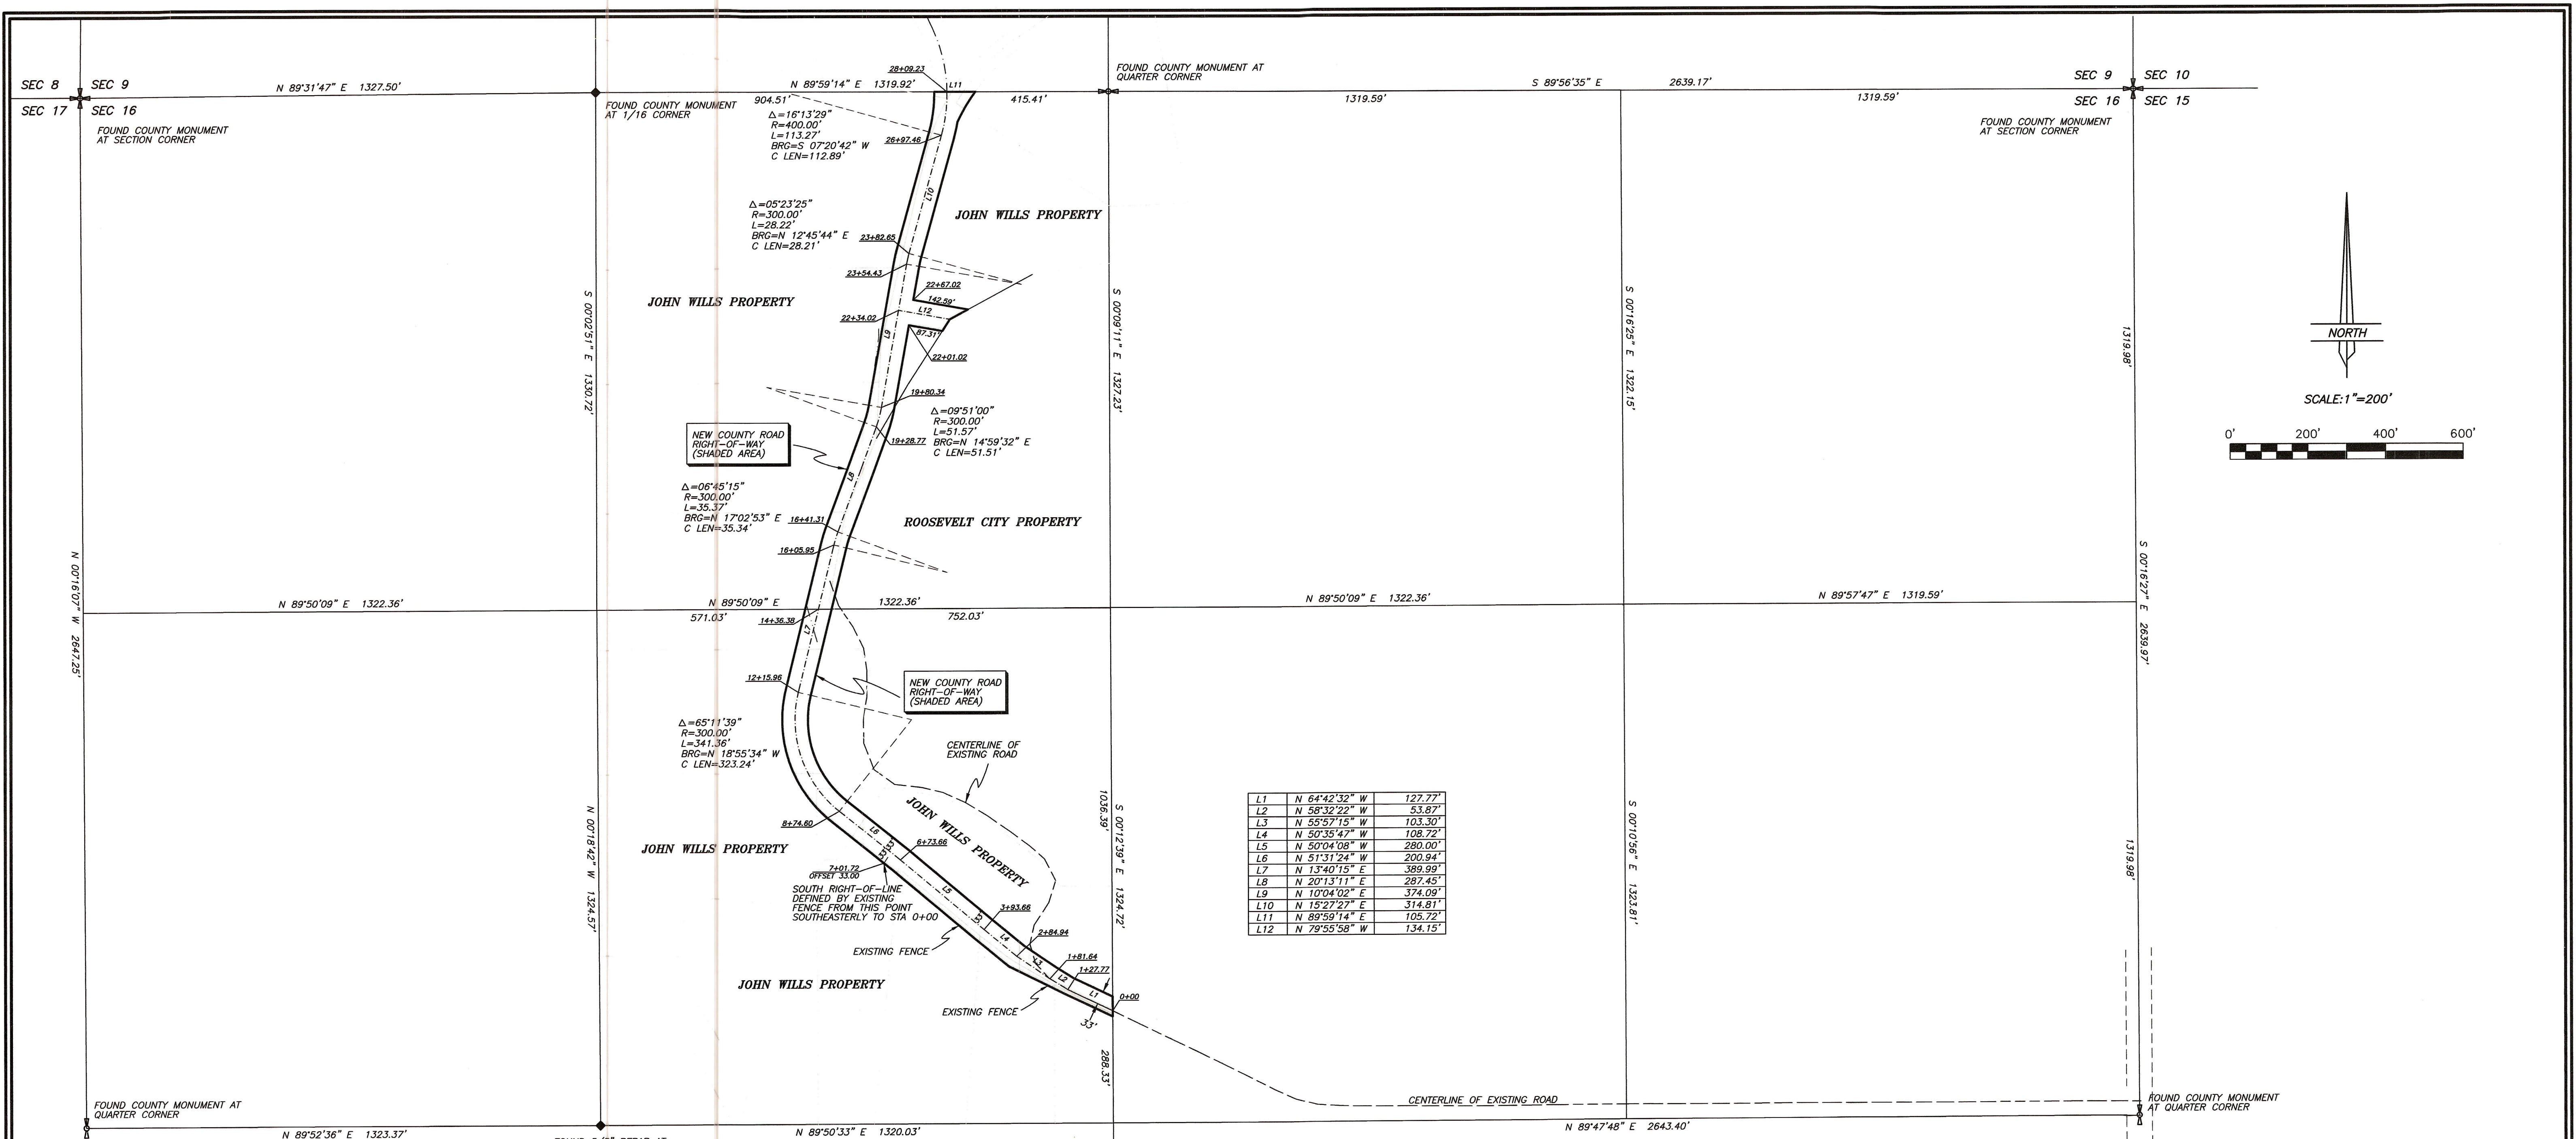 SEC 8
SEC 9
SEC 17
SEC 16
FOUND COUNTY MONUMENT
AT SECTION CORNER
N 89°31'47" E 1327.50'
FOUND COUNTY MONUMENT
AT 1/16 CORNER
N 89°59'14" E 1319.92'
904.51'
415.41'
28+09.23
L11
FOUND COUNTY MONUMENT AT
QUARTER CORNER
S 89°56'35" E 2639.17'
1319.59'
1319.59'
SEC 9
SEC 10
SEC 16
SEC 15
FOUND COUNTY MONUMENT
AT SECTION CORNER
Δ=16°13'29"
R=400.00'
L=113.27'
BRG=S 07°20'42" W
C LEN=112.89'
26+97.46
L10
Δ=05°23'25"
R=300.00'
L=28.22'
BRG=N 12°45'44" E
C LEN=28.21'
23+82.65
23+54.43
JOHN WILLS PROPERTY
JOHN WILLS PROPERTY
22+67.02
142.59'
L12
22+34.02
87.31'
L9
22+01.02
19+80.34
19+28.77
Δ=09°51'00"
R=300.00'
L=51.57'
BRG=N 14°59'32" E
C LEN=51.51'
S 00°02'51" E 1330.72'
S 00°09'11" E 1327.23'
S 00°16'25" E 1322.15'
1319.98'
NORTH
SCALE:1"=200'
0'
200'
400'
600'
NEW COUNTY ROAD
RIGHT-OF-WAY
(SHADED AREA)
L8
Δ=06°45'15"
R=300.00'
L=35.37'
BRG=N 17°02'53" E
C LEN=35.34'
16+41.31
16+05.95
ROOSEVELT CITY PROPERTY
N 00°16'07" W 2647.25'
S 00°16'27" E 2639.97'
N 89°50'09" E 1322.36'
N 89°50'09" E 1322.36'
571.03'
752.03'
14+36.38
L7
N 89°50'09" E 1322.36'
N 89°57'47" E 1319.59'
12+15.96
NEW COUNTY ROAD
RIGHT-OF-WAY
(SHADED AREA)
Δ=65°11'39"
R=300.00'
L=341.36'
BRG=N 18°55'34" W
C LEN=323.24'
CENTERLINE OF
EXISTING ROAD
JOHN WILLS PROPERTY
JOHN WILLS PROPERTY
8+74.60
L6
33
33
6+73.66
7+01.72
OFFSET 33.00
SOUTH RIGHT-OF-LINE
DEFINED BY EXISTING
FENCE FROM THIS POINT
SOUTHEASTERLY TO STA 0+00
L5
33
3+93.66
L4
2+84.94
L3
1+81.64
L2
1+27.77
L1
0+00
33'
EXISTING FENCE
JOHN WILLS PROPERTY
EXISTING FENCE
N 00°18'42" W 1324.57'
1036.39'
S 00°12'39" E 1324.72'
288.33'
S 00°10'56" E 1323.81'
1319.98'
L1 N 64°42'32" W 127.77'
L2 N 58°32'22" W 53.87'
L3 N 55°57'15" W 103.30'
L4 N 50°35'47" W 108.72'
L5 N 50°04'08" W 280.00'
L6 N 51°31'24" W 200.94'
L7 N 13°40'15" E 389.99'
L8 N 20°13'11" E 287.45'
L9 N 10°04'02" E 374.09'
L10 N 15°27'27" E 314.81'
L11 N 89°59'14" E 105.72'
L12 N 79°55'58" W 134.15'
CENTERLINE OF EXISTING ROAD
FOUND COUNTY MONUMENT
AT QUARTER CORNER
FOUND COUNTY MONUMENT AT
QUARTER CORNER
N 89°52'36" E 1323.37'
N 89°50'33" E 1320.03'
N 89°47'48" E 2643.40'